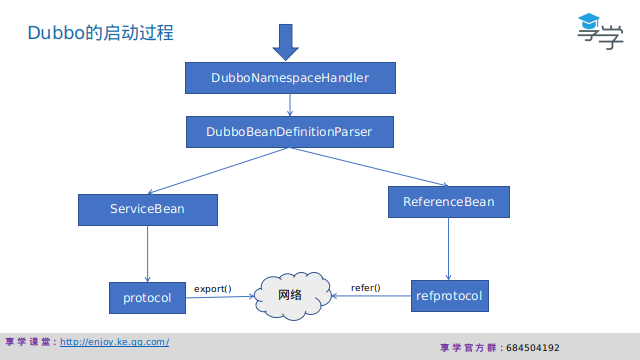 Dubbo的启动过程
享学
DubboNamespaceHandler
DubboBeanDefinitionParser
ServiceBean
ReferenceBean
protocol
export()
网络
refer()
refprotocol
享学课堂：http://enjoy.ke.qq.com/
享学官方群：684504192